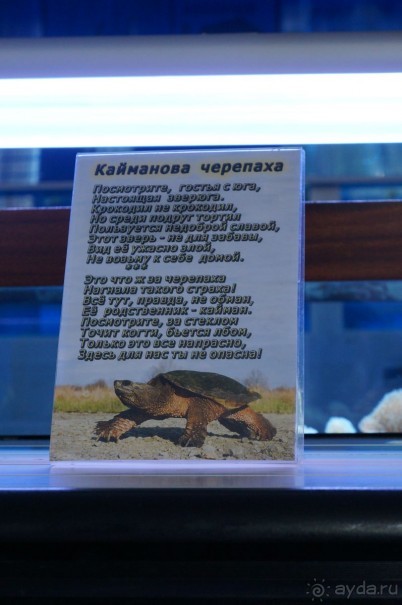 Кайманова черепаха
Посмотрите, гостья с юга,
Настоящая зверюга.
Крокодил не крокодил,
Но среди подруг тортил
Пользуется недоброй славой,
Этот зверь - не для забавы,
Вид её ужасно злой,
Не возьму к себе домой.
***
Это что ж за черепаха
Нагнала такого страха!
Всё тут, правда, не обман,
Её родственник - кайман.
Посмотрите, за стеклом
Точит когти, бьется лбом,
Только это все напрасно,
Здесь для нас ты не опасна!
ayda.ru